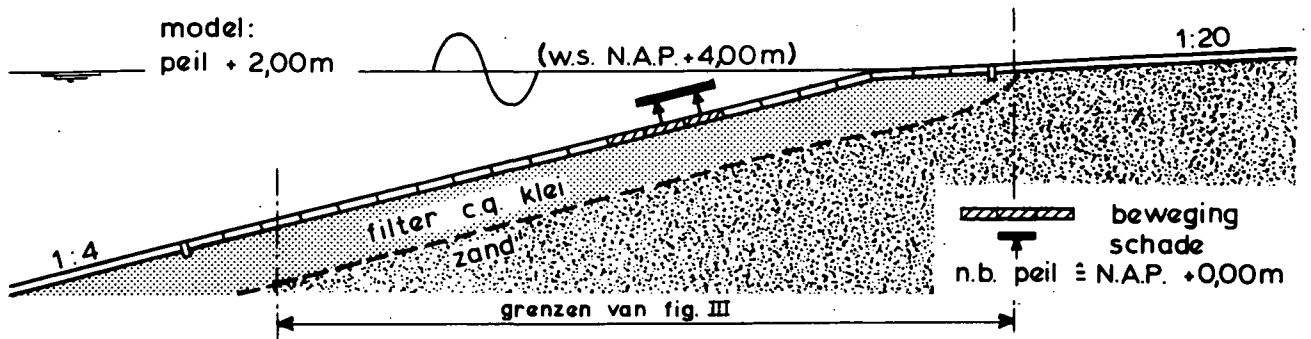 model:
peil + 2,00m
(w.s. N.A.P. +4,00m)
1:20
filter c.q. klei
zand
1:4
beweging
schade
n.b. peil ≙ N.A.P. +0,00m
grenzen van fig. III